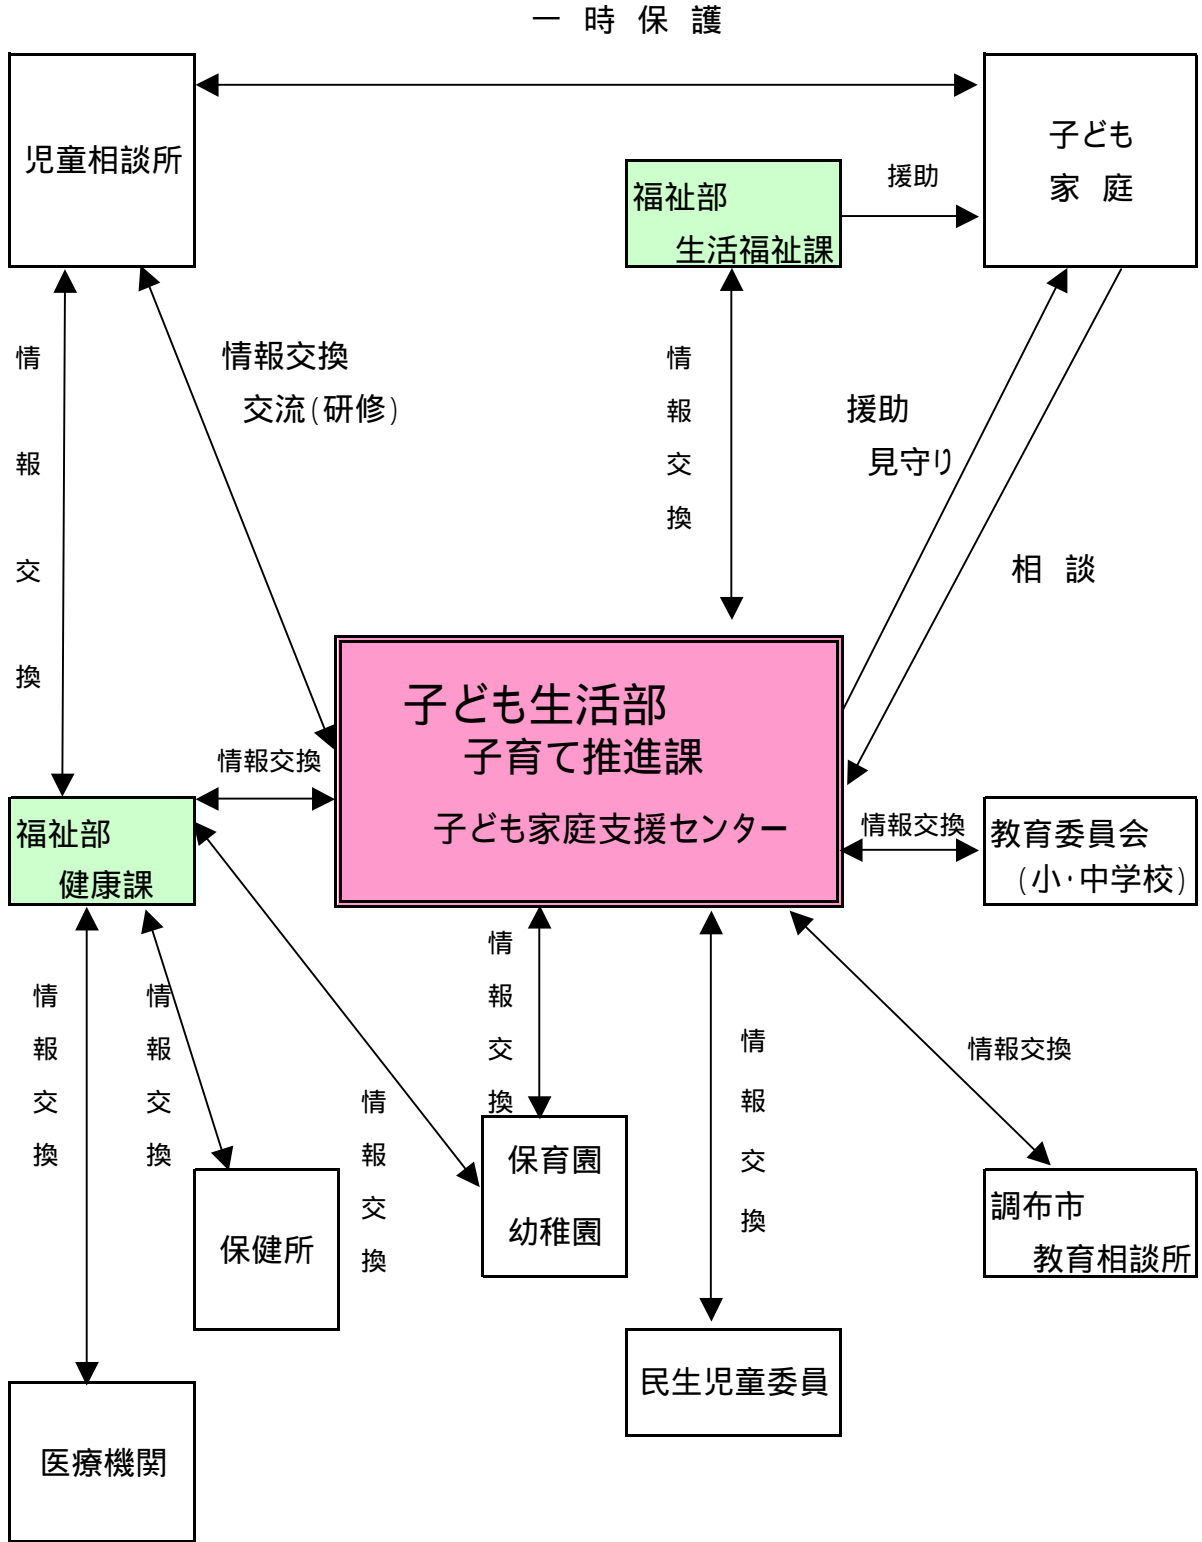 一 時 保 護
児童相談所
子ども
家 庭
福祉部
生活福祉課
援助
情報交換
情報交換
交流(研修)
情報交換
援助
見守り
相 談
子ども生活部
子育て推進課
子ども家庭支援センター
情報交換
福祉部
健康課
情報交換
教育委員会
(小・中学校)
情報交換
情報交換
情報交換
情報交換
情報交換
情報交換
保育園
幼稚園
保健所
調布市
教育相談所
民生児童委員
医療機関